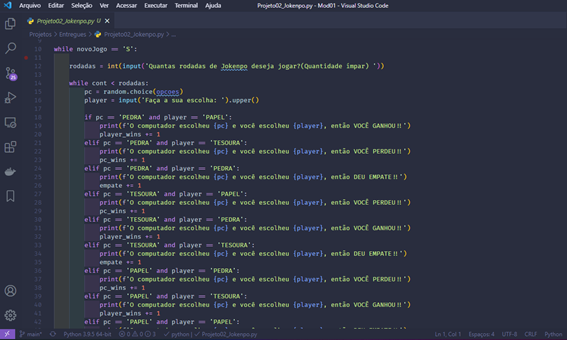 Arquivo Editar Seleção Ver Acessar Executar Terminal Ajuda Projeto02_Jokenpo.py - Mod01 - Visual Studio Code
Projeto02_Jokenpo.py U
Projetos > Entregues > Projeto02_Jokenpo.py > ...
10 while novoJogo == 'S':
11
12 rodadas = int(input('Quantas rodadas de Jokenpo deseja jogar?(Quantidade impar) '))
13
14 while cont < rodadas:
15 pc = random.choice(opcoes)
16 player = input('Faça a sua escolha: ').upper()
17
18 if pc == 'PEDRA' and player == 'PAPEL':
19 print(f'O computador escolheu {pc} e você escolheu {player}, então VOCÊ GANHOU!!')
20 player_wins += 1
21 elif pc == 'PEDRA' and player == 'TESOURA':
22 print(f'O computador escolheu {pc} e você escolheu {player}, então VOCÊ PERDEU!!')
23 pc_wins += 1
24 elif pc == 'PEDRA' and player == 'PEDRA':
25 print(f'O computador escolheu {pc} e você escolheu {player}, então DEU EMPATE!!')
26 empate += 1
27 elif pc == 'TESOURA' and player == 'PAPEL':
28 print(f'O computador escolheu {pc} e você escolheu {player}, então VOCÊ PERDEU!!')
29 pc_wins += 1
30 elif pc == 'TESOURA' and player == 'PEDRA':
31 print(f'O computador escolheu {pc} e você escolheu {player}, então VOCÊ GANHOU!!')
32 player_wins += 1
33 elif pc == 'TESOURA' and player == 'TESOURA':
34 print(f'O computador escolheu {pc} e você escolheu {player}, então DEU EMPATE!!')
35 empate += 1
36 elif pc == 'PAPEL' and player == 'PEDRA':
37 print(f'O computador escolheu {pc} e você escolheu {player}, então VOCÊ PERDEU!!')
38 pc_wins += 1
39 elif pc == 'PAPEL' and player == 'TESOURA':
40 print(f'O computador escolheu {pc} e você escolheu {player}, então VOCÊ GANHOU!!')
41 player_wins += 1
42 elif pc == 'PAPEL' and player == 'PAPEL':
main* Python 3.9.5 64-bit 0 0 python Projeto02_Jokenpo.py Ln 1, Col 1 Espaços: 4 UTF-8 CRLF Python